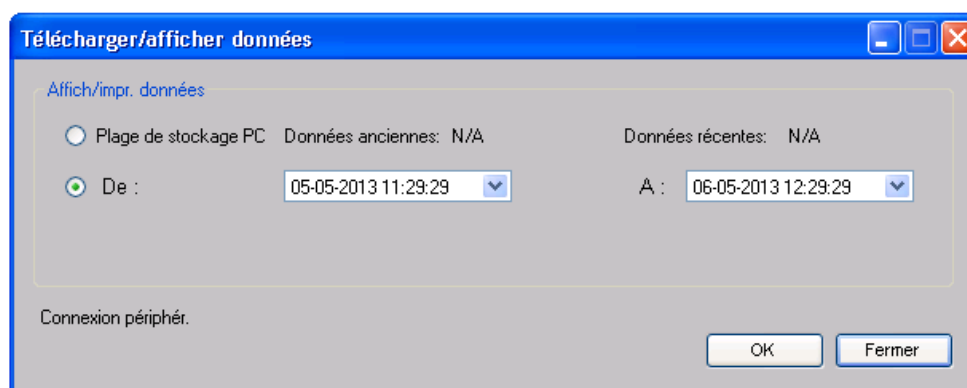 Télécharger/afficher données
Affich/impr. données
Plage de stockage PC Données anciennes: N/A Données récentes: N/A
De : 05-05-2013 11:29:29 A : 06-05-2013 12:29:29
Connexion périphér.
OK Fermer